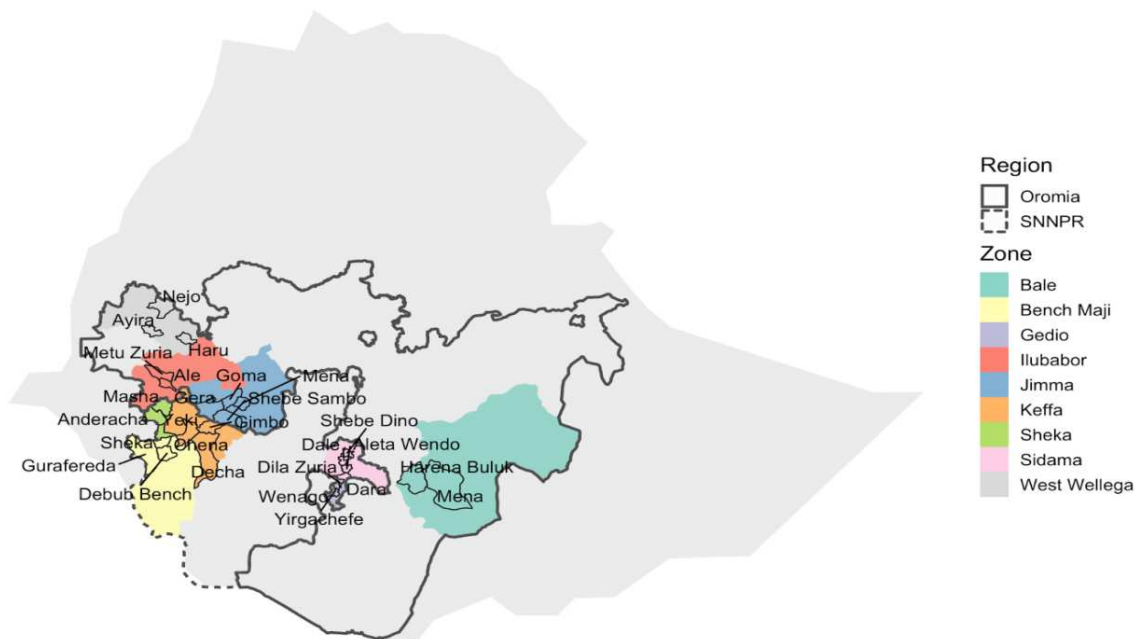 Nejo
Ayira
Haru
Metu Zuria
Ale
Goma
Mena
Masha
Gera
Shebe Sambo
Anderacha
Yeki
Gimbo
Shebe Dino
Sheka
Chena
Dale
Aleta Wendo
Gurafereda
Decha
Dila Zuria
Harena Buluk
Debub Bench
Wenago
Dara
Mena
Yirgachefe
Region
Oromia
SNNPR
Zone
Bale
Bench Maji
Gedio
Ilubabor
Jimma
Keffa
Sheka
Sidama
West Wellega